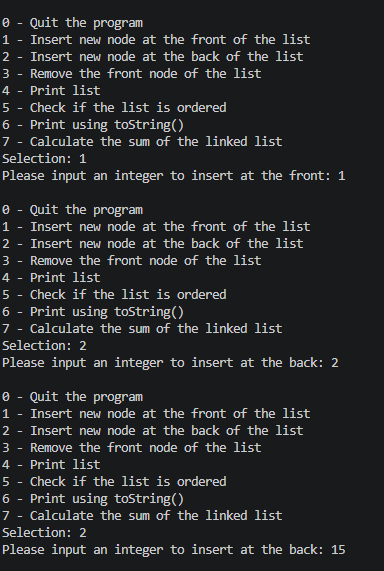 0 - Quit the program
1 - Insert new node at the front of the list
2 - Insert new node at the back of the list
3 - Remove the front node of the list
4 - Print list
5 - Check if the list is ordered
6 - Print using toString()
7 - Calculate the sum of the linked list
Selection: 1
Please input an integer to insert at the front: 1
0 - Quit the program
1 - Insert new node at the front of the list
2 - Insert new node at the back of the list
3 - Remove the front node of the list
4 - Print list
5 - Check if the list is ordered
6 - Print using toString()
7 - Calculate the sum of the linked list
Selection: 2
Please input an integer to insert at the back: 2
0 - Quit the program
1 - Insert new node at the front of the list
2 - Insert new node at the back of the list
3 - Remove the front node of the list
4 - Print list
5 - Check if the list is ordered
6 - Print using toString()
7 - Calculate the sum of the linked list
Selection: 2
Please input an integer to insert at the back: 15